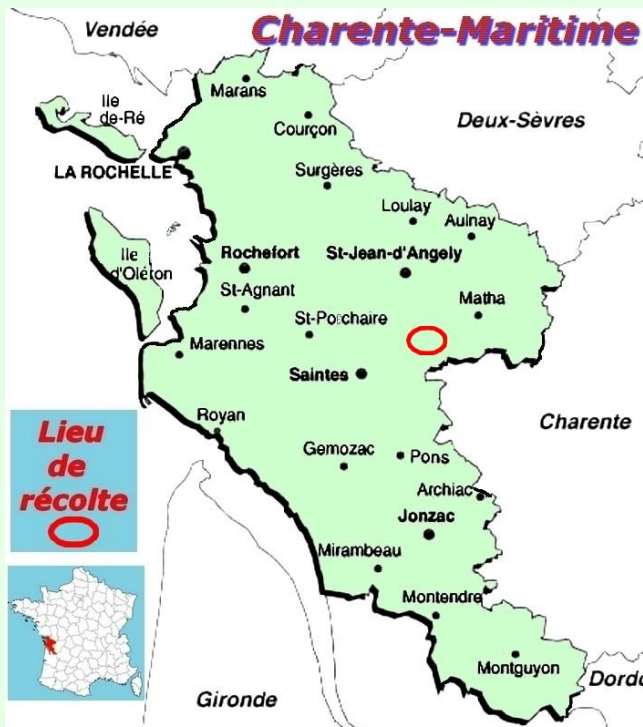 Charente-Maritime
Vendée
Ile
de-Ré
Marans
Courçon
Deux-Sèvres
LA ROCHELLE
Surgères
Loulay
Aulnay
Ile
d'Oléron
Rochefort
St-Jean-d'Angely
St-Agnant
Matha
St-Porchaire
Marennes
Saintes
Royan
Charente
Lieu
de
récolte
Gemozac
Pons
Archiac
Jonzac
Mirambeau
Montendre
Montguyon
Gironde
Dordo